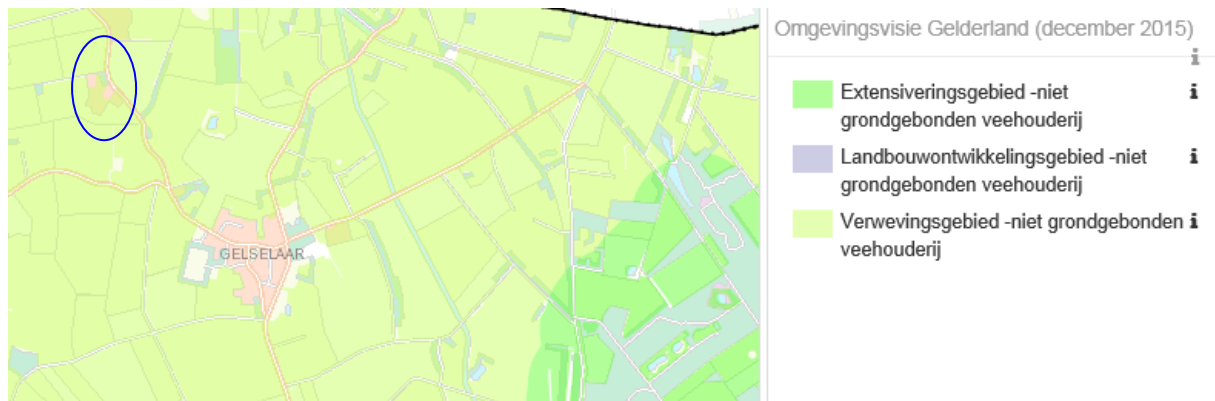 GELSELAAR
Omgevingsvisie Gelderland (december 2015)
Extensiveringsgebied -niet
grondgebonden veehouderij
Landbouwontwikkelingsgebied -niet
grondgebonden veehouderij
Verwevingsgebied -niet grondgebonden
veehouderij